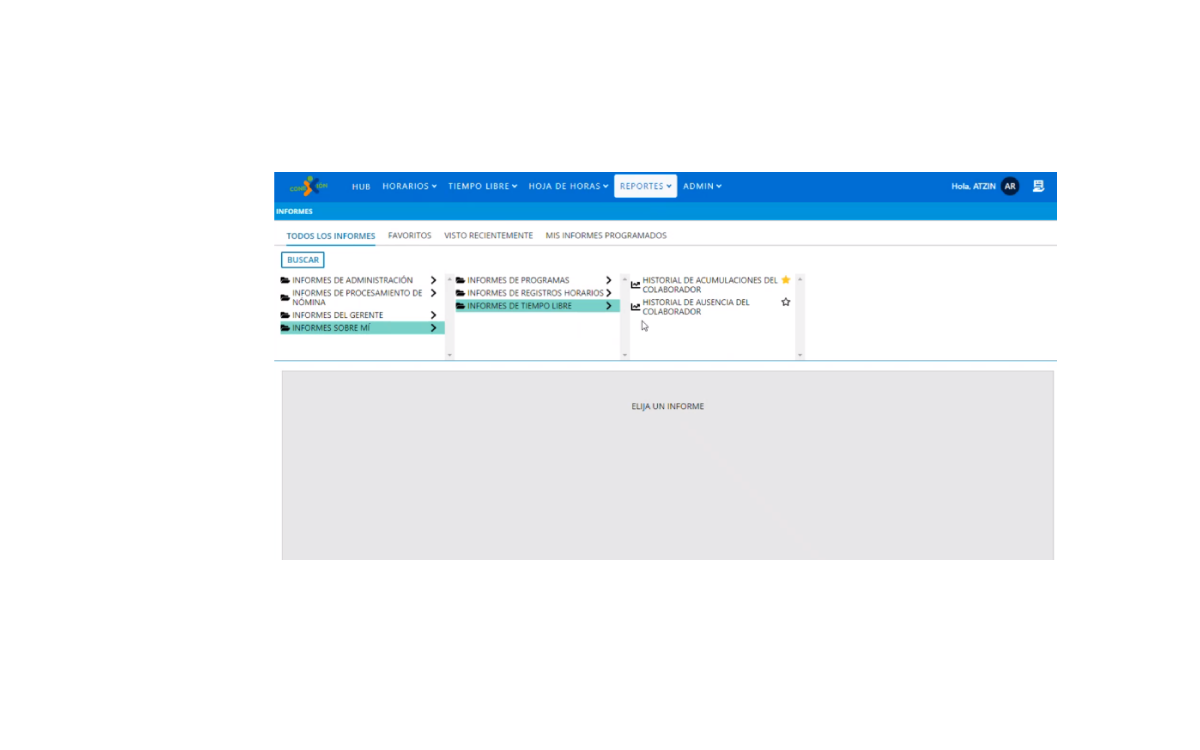 HUB HORARIOS TIEMPO LIBRE HOJA DE HORAS REPORTES ADMIN Hola, ATZIN AR
INFORMES
TODOS LOS INFORMES FAVORITOS VISTO RECIENTEMENTE MIS INFORMES PROGRAMADOS
BUSCAR
INFORMES DE ADMINISTRACIÓN
INFORMES DE PROCESAMIENTO DE
NÓMINA
INFORMES DEL GERENTE
INFORMES SOBRE MÍ
INFORMES DE PROGRAMAS
INFORMES DE REGISTROS HORARIOS
INFORMES DE TIEMPO LIBRE
HISTORIAL DE ACUMULACIONES DEL
COLABORADOR
HISTORIAL DE AUSENCIA DEL
COLABORADOR
ELIJA UN INFORME